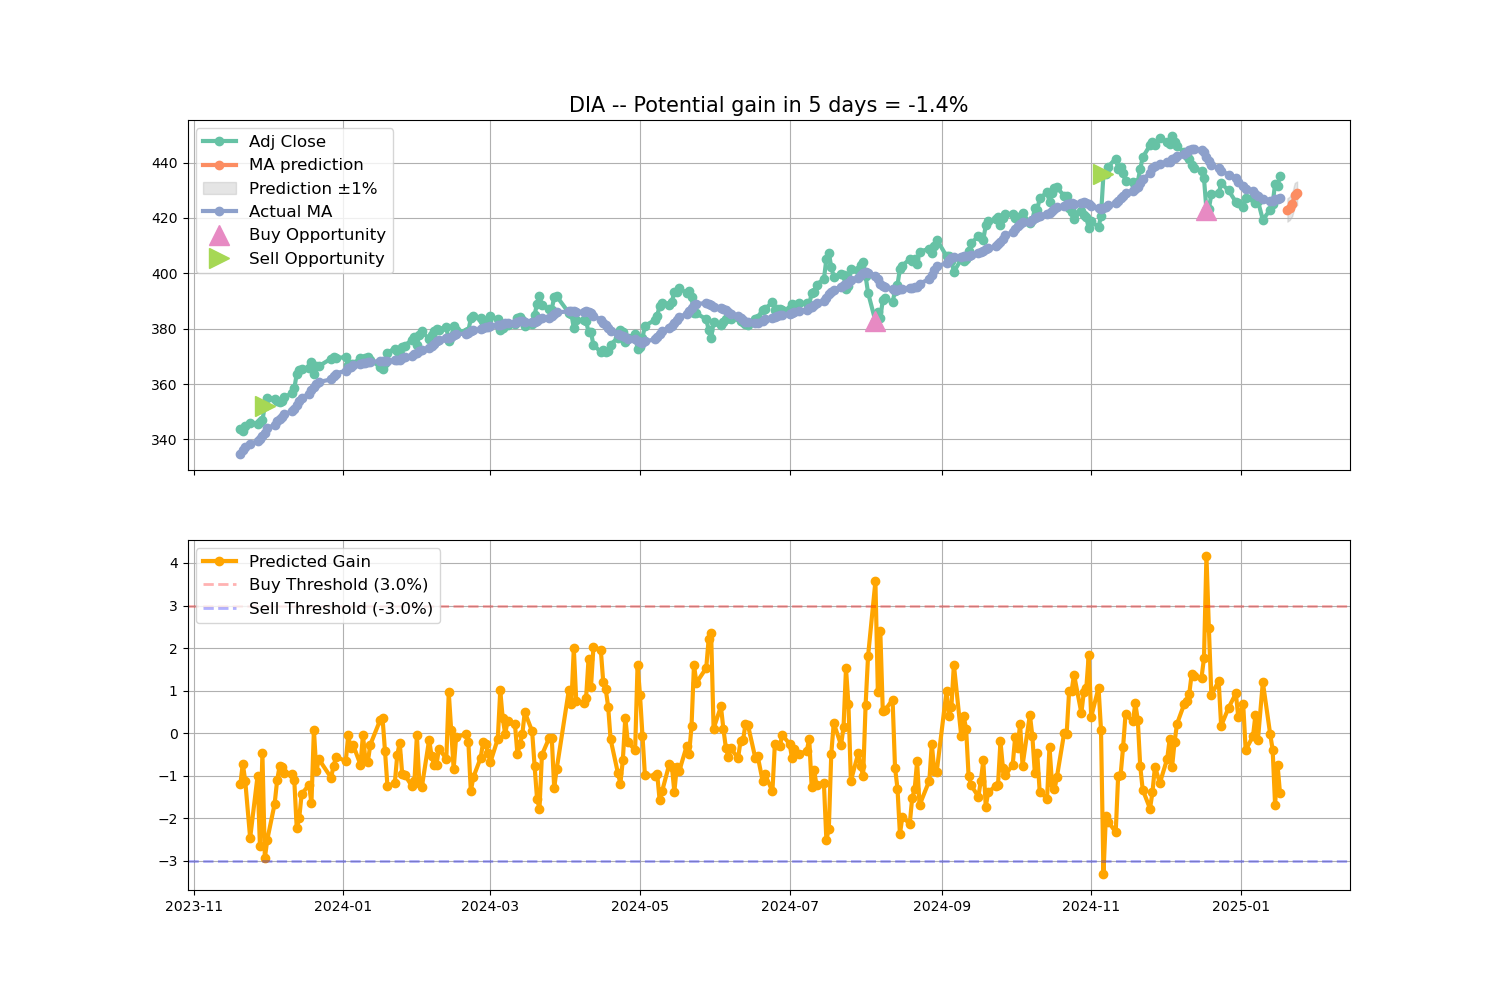 DIA -- Potential gain in 5 days = -1.4%
Adj Close
MA prediction
Prediction ±1%
Actual MA
Buy Opportunity
Sell Opportunity
440
420
400
380
360
340
Predicted Gain
Buy Threshold (3.0%)
Sell Threshold (-3.0%)
4
3
2
1
0
−1
−2
−3
2023-11
2024-01
2024-03
2024-05
2024-07
2024-09
2024-11
2025-01